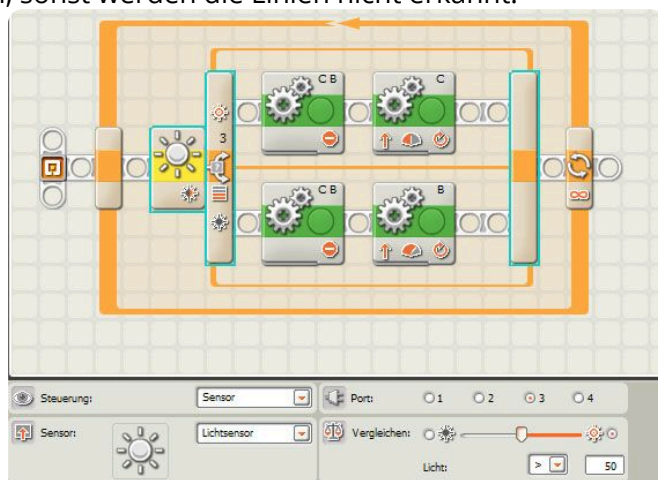 , sonst werden die Linien nicht erkannt.
C B
C
3
C B
B
Steuerung: Sensor Port: 1 2 3 4
Sensor: Lichtsensor Vergleichen:
Licht: > 50